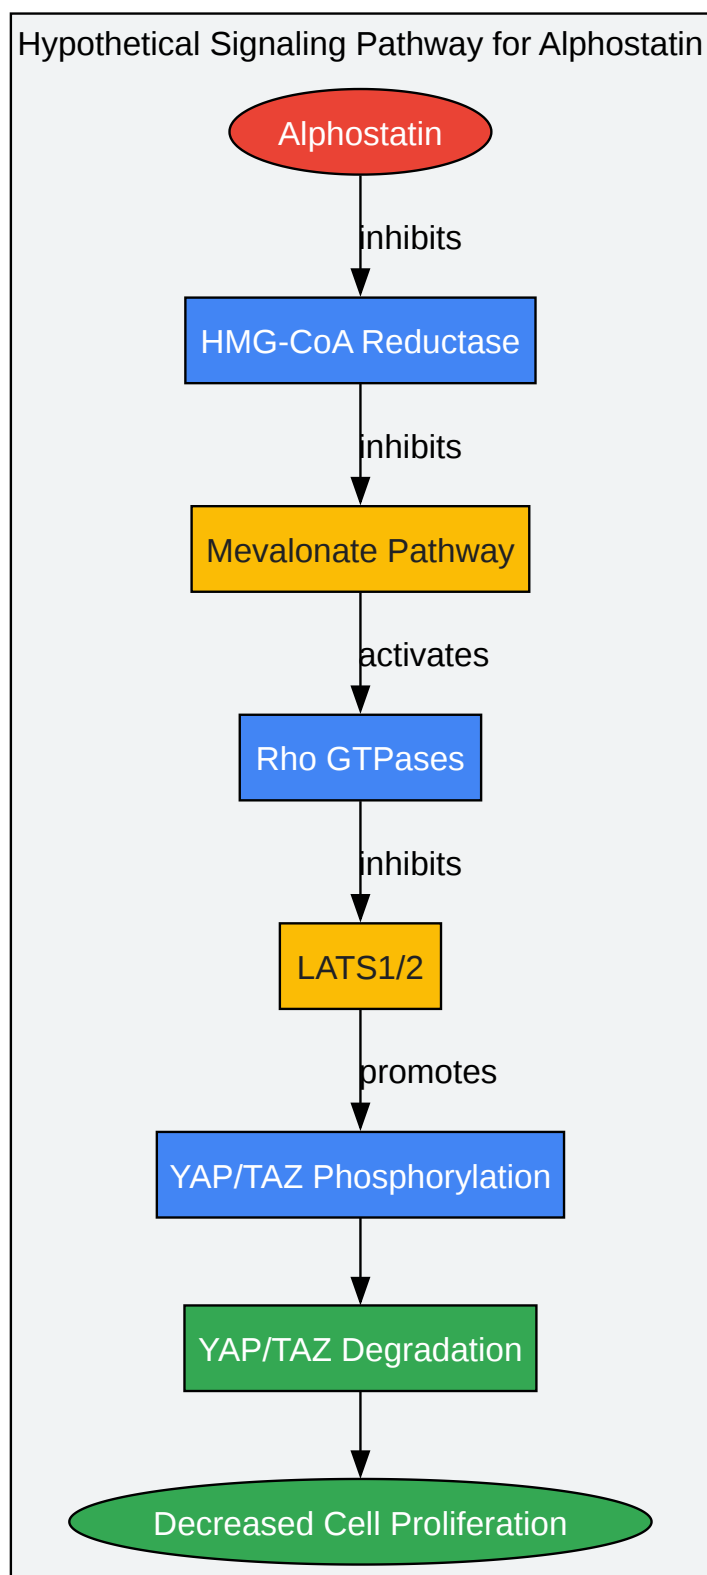 Hypothetical Signaling Pathway for Alphostatin
Alphostatin
inhibits
HMG-CoA Reductase
inhibits
Mevalonate Pathway
activates
Rho GTPases
inhibits
LATS1/2
promotes
YAP/TAZ Phosphorylation
YAP/TAZ Degradation
Decreased Cell Proliferation